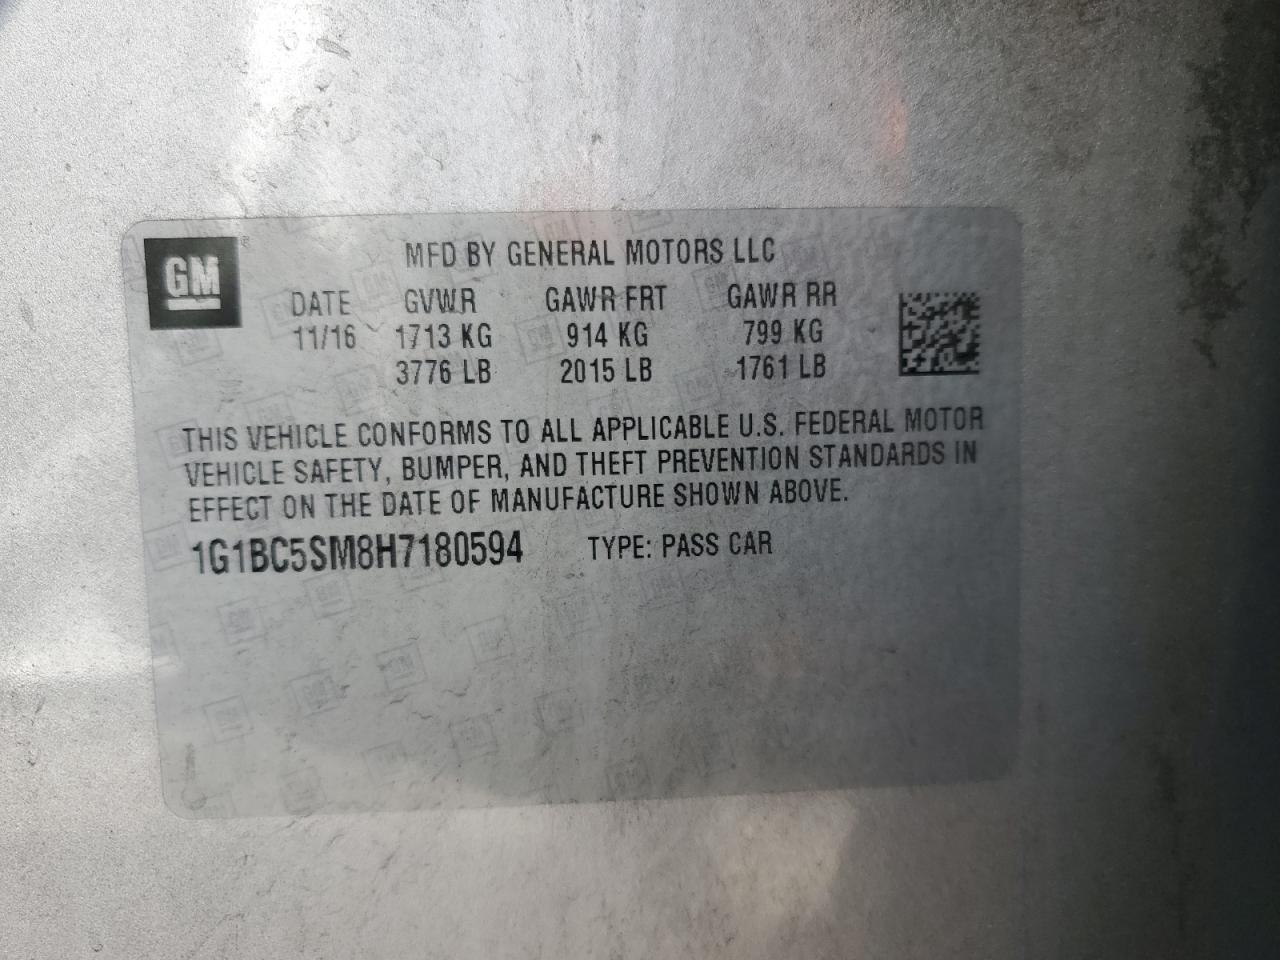 GM
MFD BY GENERAL MOTORS LLC
DATE GVWR GAWR FRT GAWR RR
11/16 1713 KG 914 KG 799 KG
3776 LB 2015 LB 1761 LB
THIS VEHICLE CONFORMS TO ALL APPLICABLE U.S. FEDERAL MOTOR
VEHICLE SAFETY, BUMPER, AND THEFT PREVENTION STANDARDS IN
EFFECT ON THE DATE OF MANUFACTURE SHOWN ABOVE.
1G1BC5SM8H7180594 TYPE: PASS CAR